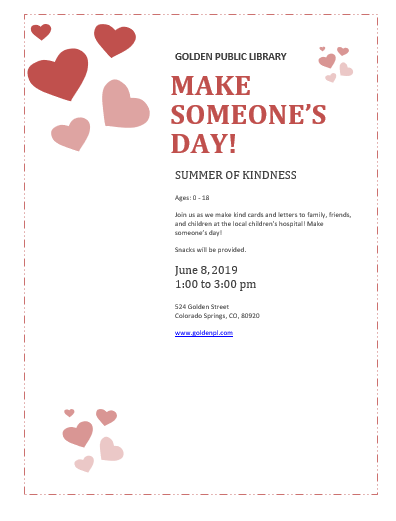 GOLDEN PUBLIC LIBRARY
MAKE
SOMEONE'S
DAY!
SUMMER OF KINDNESS
Ages: 0 - 18
Join us as we make kind cards and letters to family, friends,
and children at the local children's hospital! Make
someone's day!
Snacks will be provided.
June 8, 2019
1:00 to 3:00 pm
524 Golden Street
Colorado Springs, CO, 80920
www.goldenpl.com